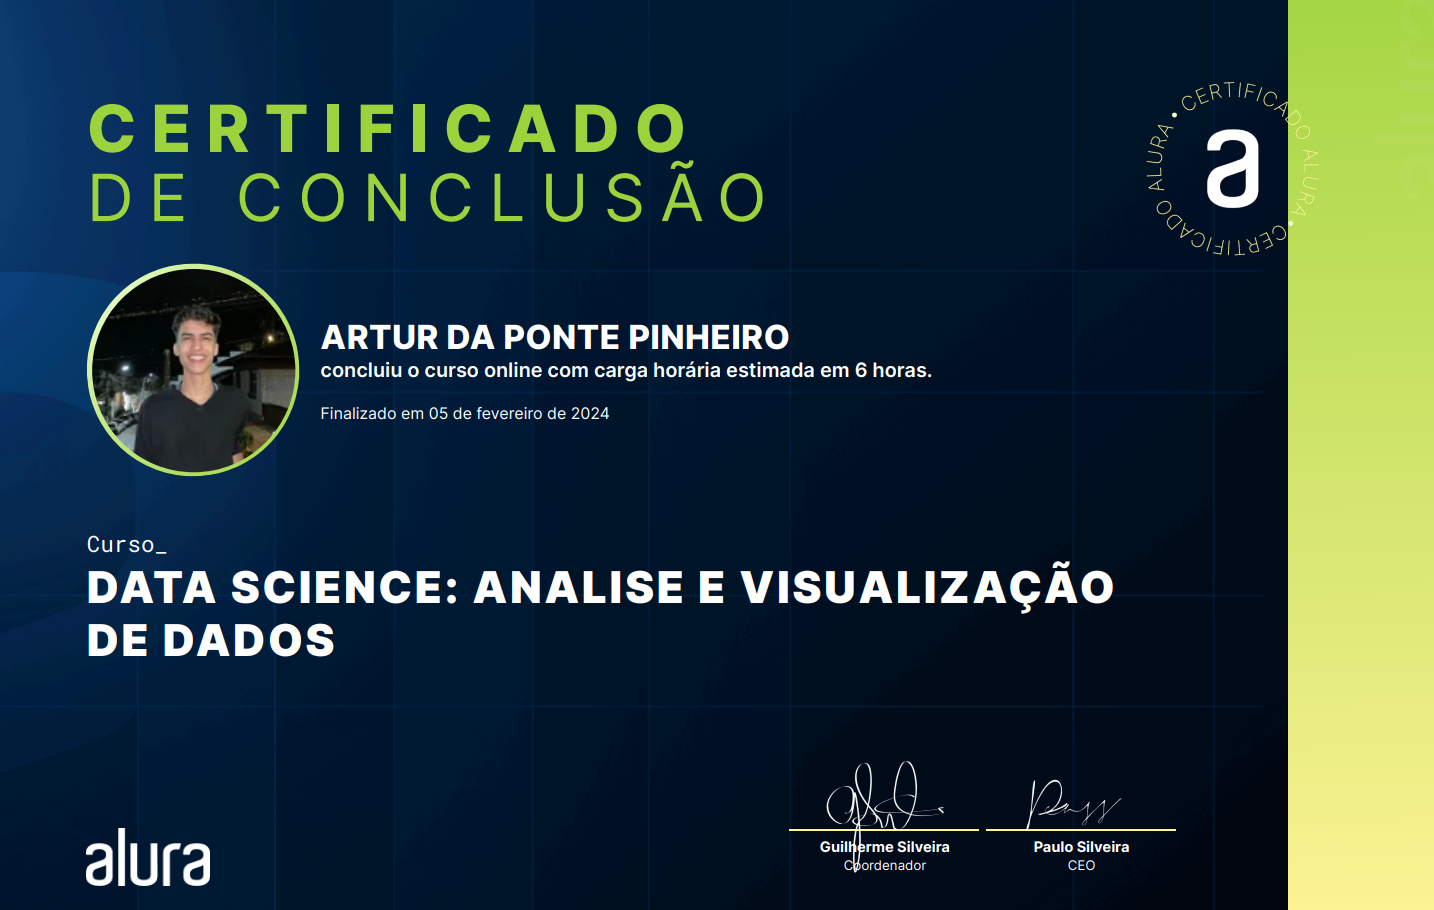 CERTIFICADO
DE CONCLUSÃO
CERTIFICADO ALURA • CERTIFICADO ALURA •
a
ARTUR DA PONTE PINHEIRO
concluiu o curso online com carga horária estimada em 6 horas.
Finalizado em 05 de fevereiro de 2024
Curso_
DATA SCIENCE: ANALISE E VISUALIZAÇÃO
DE DADOS
Guilherme Silveira
Coordenador
Paulo Silveira
CEO
alura